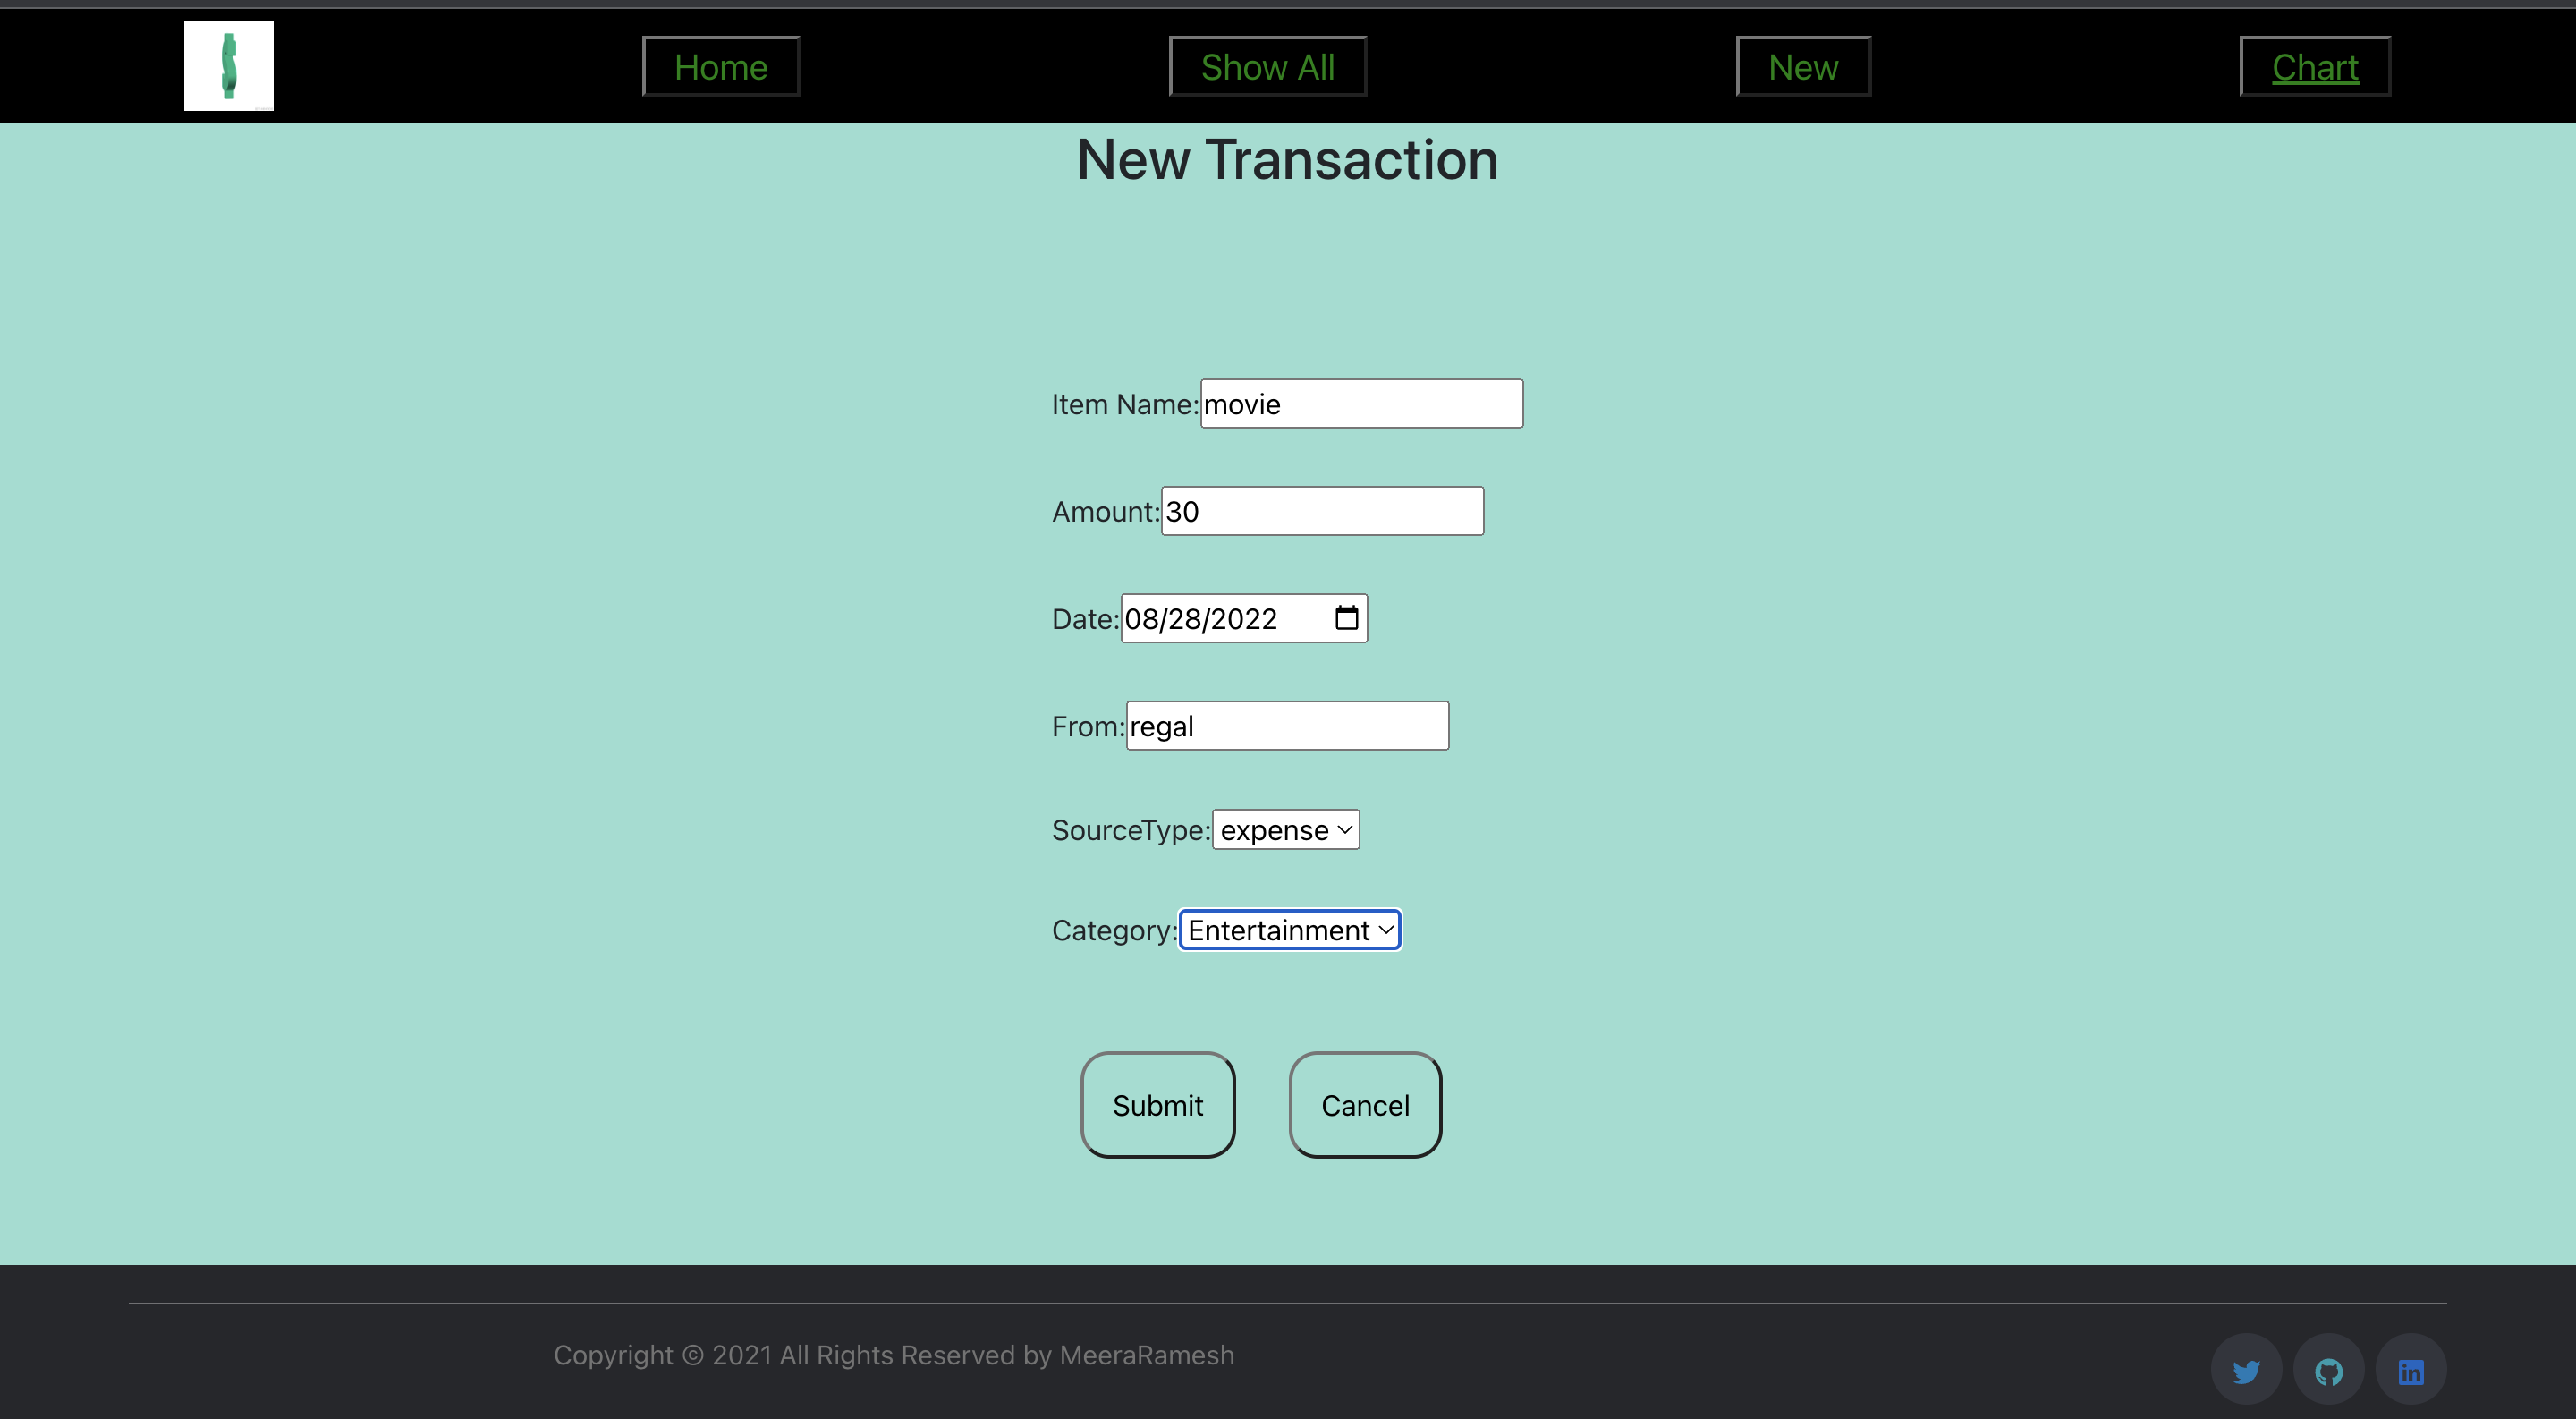 Home
Show All
New
Chart
New Transaction
Item Name: movie
Amount: 30
Date: 08/28/2022
From: regal
SourceType: expense
Category: Entertainment
Submit
Cancel
Copyright © 2021 All Rights Reserved by MeeraRamesh